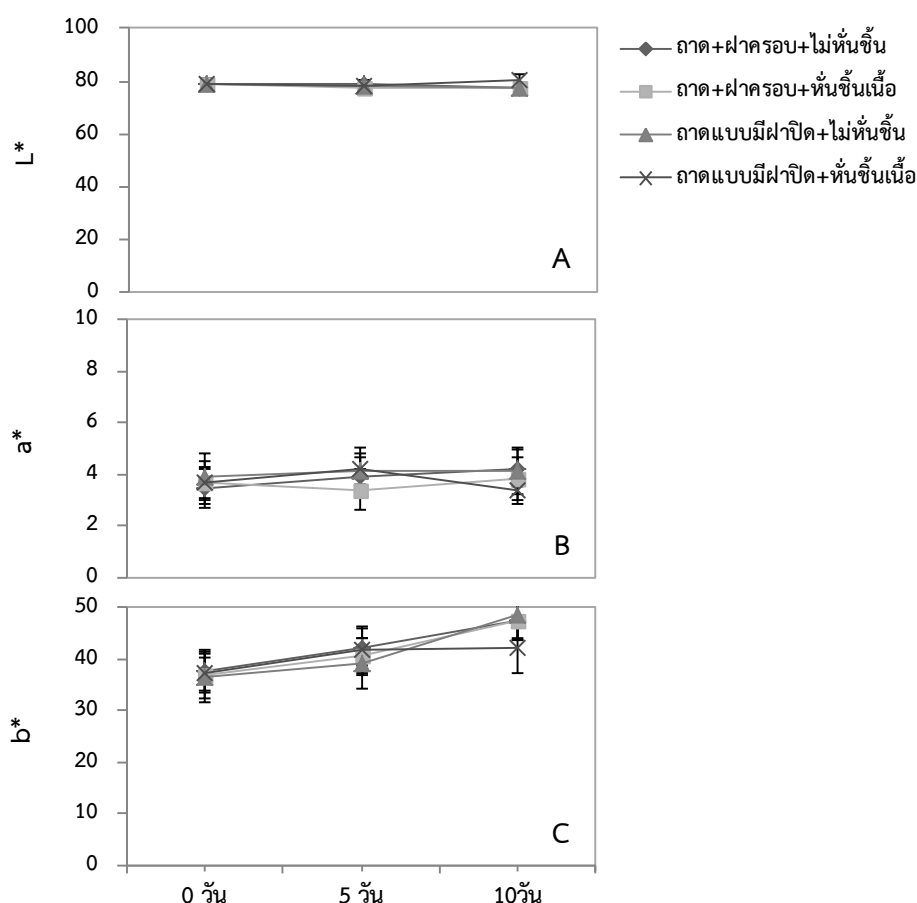 100
80
60
40
20
0
L*
A
ถาด+ฝาครอบ+ไม่หั่นชิ้น
ถาด+ฝาครอบ+หั่นชิ้นเนื้อ
ถาดแบบมีฝาปิด+ไม่หั่นชิ้น
ถาดแบบมีฝาปิด+หั่นชิ้นเนื้อ
10
8
6
4
2
0
a*
B
50
40
30
20
10
0
b*
C
0 วัน 5 วัน 10วัน